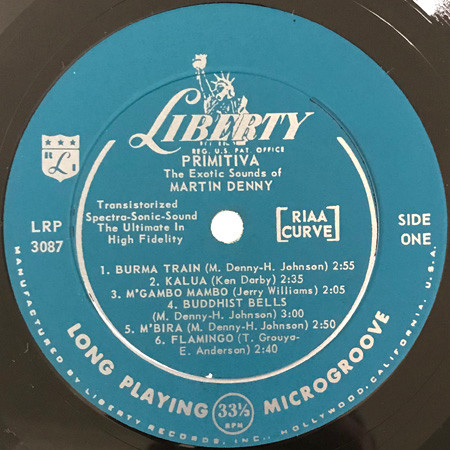 LIBERTY
REG. U.S. PAT. OFFICE
PRIMITIVA
The Exotic Sounds of
MARTIN DENNY
LRP
3087
Transistorized
Spectra-Sonic-Sound
The Ultimate In
High Fidelity
[RIAA
CURVE]
SIDE
ONE
1. BURMA TRAIN (M. Denny-H. Johnson) 2:55
2. KALUA (Ken Darby) 2:35
3. M'GAMBO MAMBO (Jerry Williams) 2:05
4. BUDDHIST BELLS
(M. Denny-H. Johnson) 3:00
5. M'BIRA (M. Denny-H. Johnson) 2:50
6. FLAMINGO (T. Grouya-
E. Anderson) 2:40
LONG PLAYING 33⅓ RPM MICROGROOVE
MANUFACTURED BY LIBERTY RECORDS, INC., HOLLYWOOD, CALIFORNIA, U.S.A.